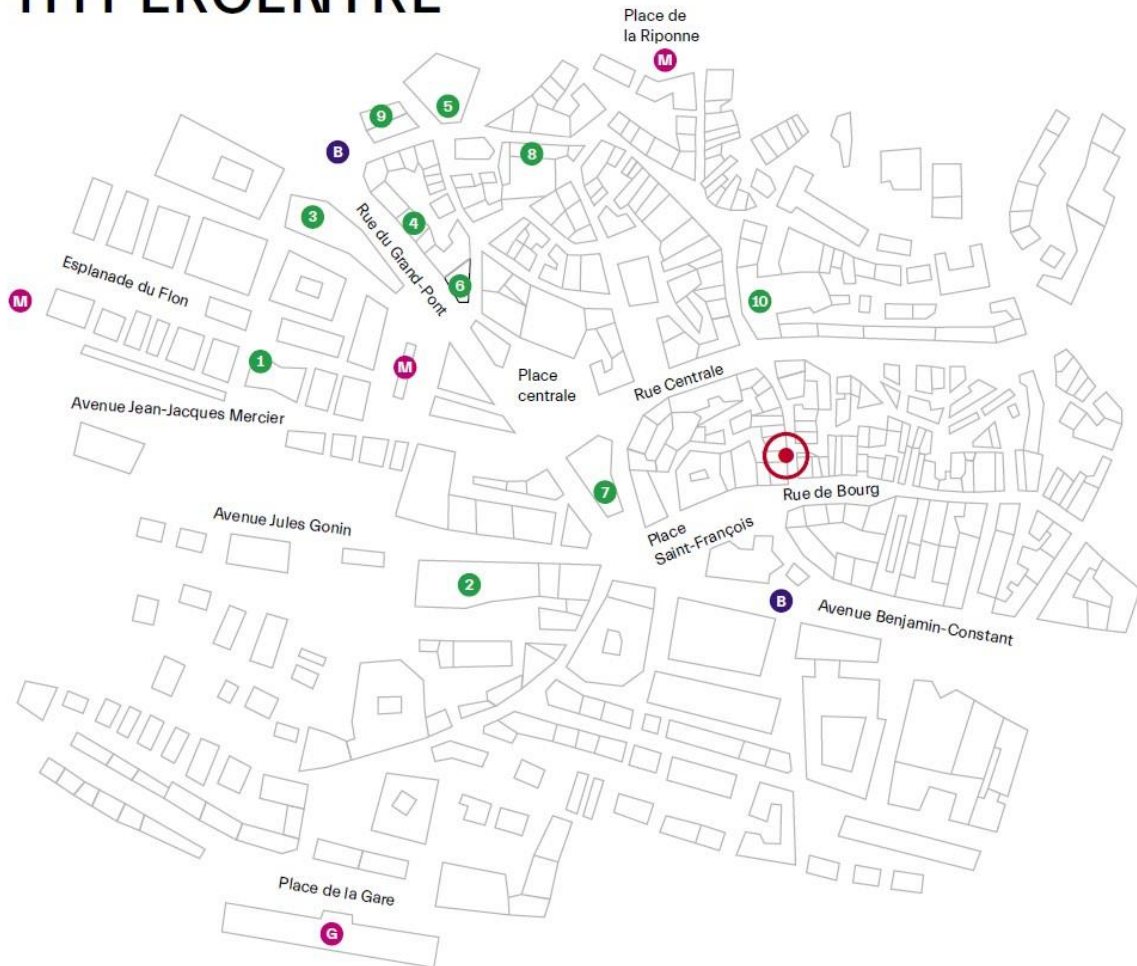 HYPERCENTRE
Place de
la Riponne
M
5
9
B
8
3
4
Rue du Grand-Pont
Esplanade du Flon
6
M
10
1
M
Place
centrale
Rue Centrale
Avenue Jean-Jacques Mercier
7
Rue de Bourg
Avenue Jules Gonin
Place
Saint-François
2
B
Avenue Benjamin-Constant
Place de la Gare
G